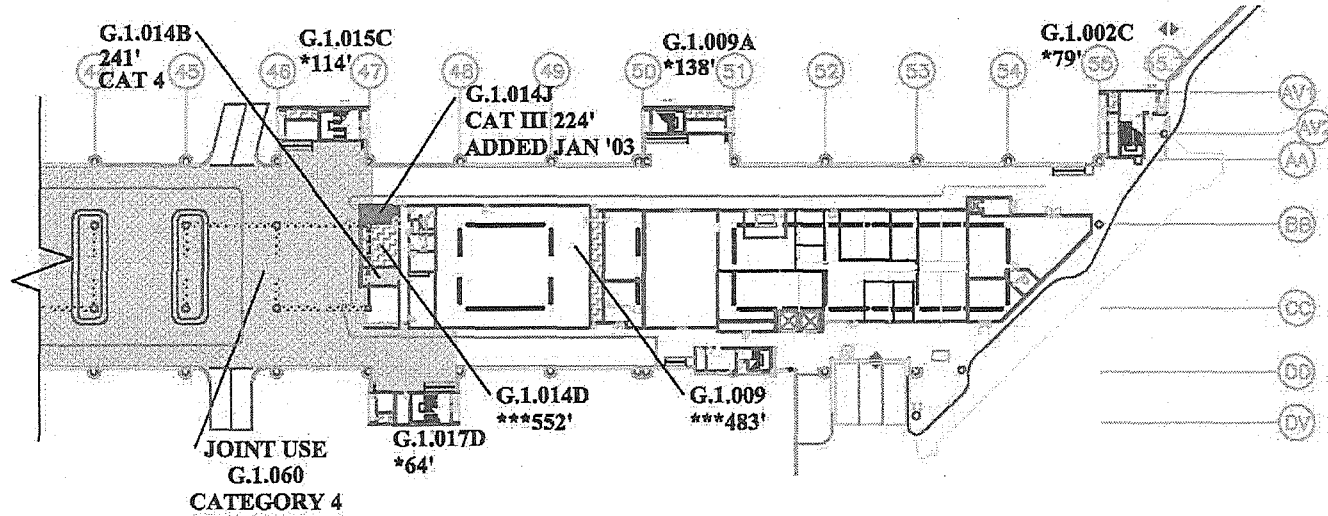 G.1.014B
241'
CAT 4
G.1.015C
*114'
G.1.009A
*138'
G.1.002C
*79'
45
46
47
48
49
50
51
52
53
54
55
G.1.014J
CAT III 224'
ADDED JAN '03
AV1
AA
BB
CC
DD
DV
G.1.014D
***552'
G.1.009
***483'
G.1.017D
*64'
JOINT USE
G.1.060
CATEGORY 4